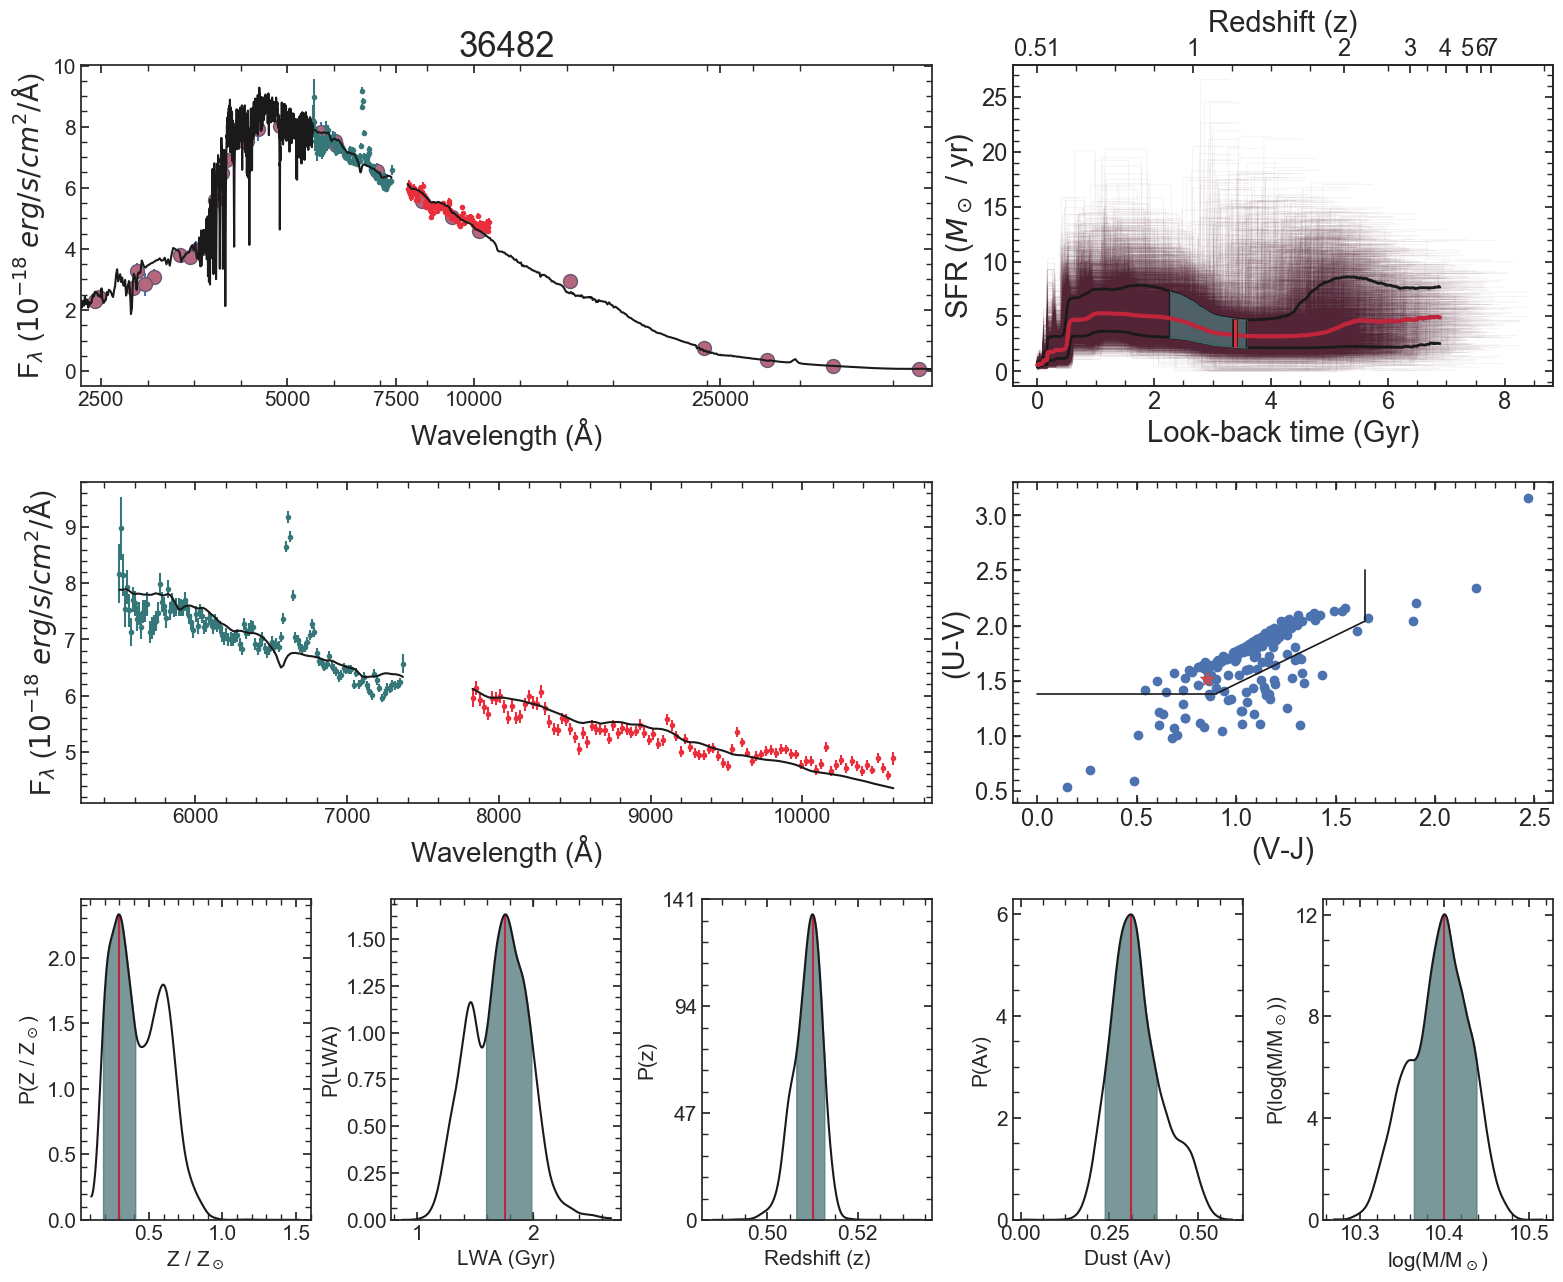 36482
10
8
6
4
2
0
2500 5000 7500 10000 25000
Wavelength (Å)
F_λ (10^−18 erg/s/cm^2/Å)
Redshift (z)
0.51 1 2 3 4 5 6 7
25
20
15
10
5
0
0 2 4 6 8
Look-back time (Gyr)
SFR (M_⊙ / yr)
9
8
7
6
5
6000 7000 8000 9000 10000
Wavelength (Å)
F_λ (10^−18 erg/s/cm^2/Å)
3.0
2.5
2.0
1.5
1.0
0.5
0.0 0.5 1.0 1.5 2.0 2.5
(V-J)
(U-V)
2.0
1.5
1.0
0.5
0.0
0.5 1.0 1.5
Z / Z_⊙
P(Z / Z_⊙)
1.50
1.25
1.00
0.75
0.50
0.25
0.00
1 2
LWA (Gyr)
P(LWA)
141
94
47
0
0.50 0.52
Redshift (z)
P(z)
6
4
2
0
0.00 0.25 0.50
Dust (Av)
P(Av)
12
8
4
0
10.3 10.4 10.5
log(M/M_⊙)
P(log(M/M_⊙))